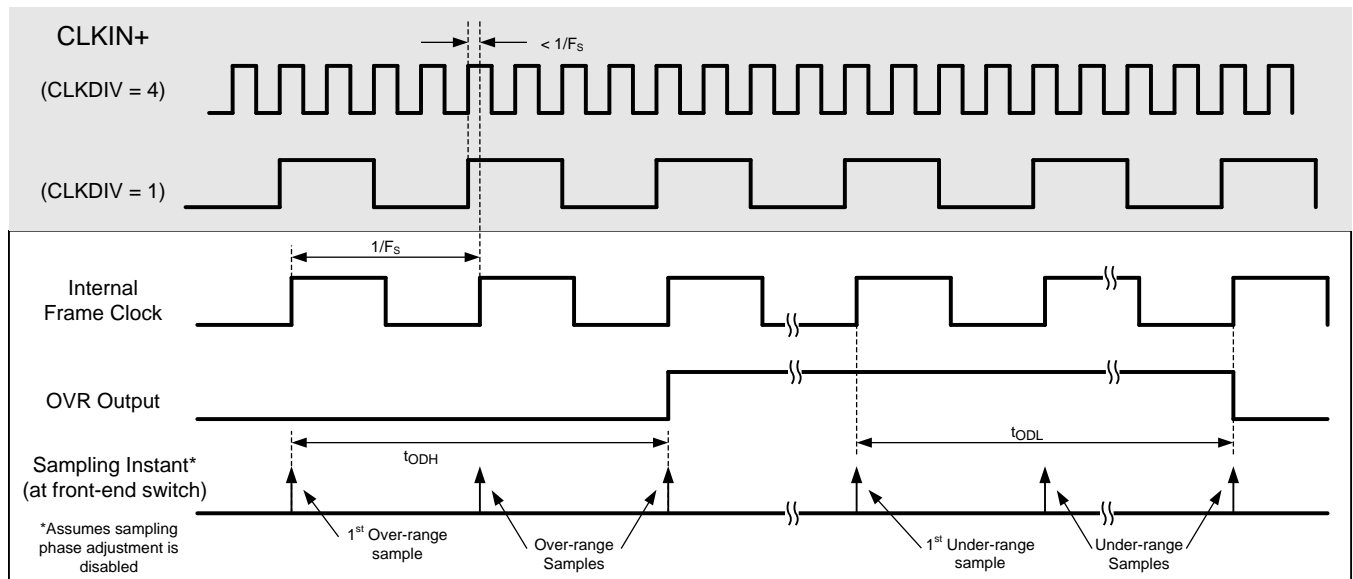 CLKIN+
< 1/FS
(CLKDIV = 4)
(CLKDIV = 1)
1/FS
Internal
Frame Clock
OVR Output
tODH
tODL
Sampling Instant*
(at front-end switch)
*Assumes sampling
phase adjustment is
disabled
1st Over-range
sample
Over-range
Samples
1st Under-range
sample
Under-range
Samples